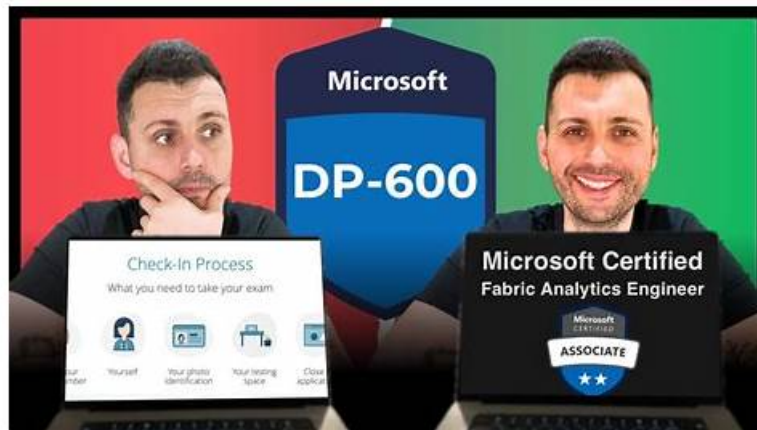 Microsoft
DP-600
Check-In Process
What you need to take your exam
Yourself
Your photo
identification
Your testing
space
Close
Microsoft Certified
Fabric Analytics Engineer
Microsoft
CERTIFIED
ASSOCIATE